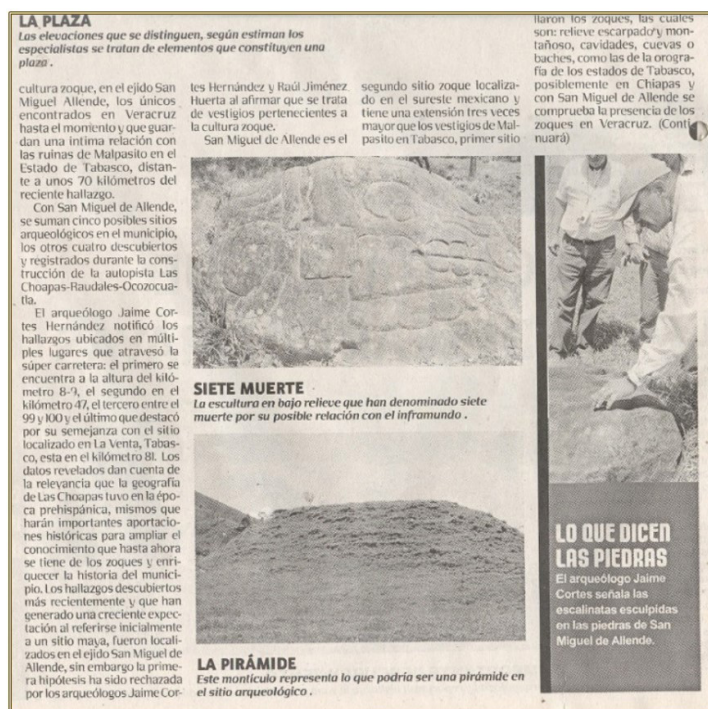 LA PLAZA
Las elevaciones que se distinguen, según estiman los
especialistas se tratan de elementos que constituyen una
plaza .
cultura zoque, en el ejido San
Miguel Allende, los únicos
encontrados en Veracruz
hasta el momento y que guar-
dan una intima relación con
las ruinas de Malpasito en el
Estado de Tabasco, distan-
te a unos 70 kilómetros del
reciente hallazgo.
Con San Miguel de Allende,
se suman cinco posibles sitios
arqueológicos en el municipio,
los otros cuatro descubiertos
y registrados durante la cons-
trucción de la autopista Las
Choapas-Raudales-Ocozocua-
tla.
El arqueólogo Jaime Cor-
tes Hernández notificó los
hallazgos ubicados en múlti-
ples lugares que atravesó la
súper carretera: el primero se
encuentra a la altura del kiló-
metro 8-9, el segundo en el
kilómetro 47, el tercero entre el
99 y 100 y el último que destacó
por su semejanza con el sitio
localizado en La Venta, Tabas-
co, esta en el kilómetro 81. Los
datos revelados dan cuenta de
la relevancia que la geografía
de Las Choapas tuvo en la épo-
ca prehispánica, mismos que
harán importantes aportacio-
nes históricas para ampliar el
conocimiento que hasta ahora
se tiene de los zoques y enri-
quecer la historia del munici-
pio. Los hallazgos descubiertos
más recientemente y que han
generado una creciente expec-
tación al referirse inicialmente
a un sitio maya, fueron locali-
zados en el ejido San Miguel de
Allende, sin embargo la prime-
ra hipótesis ha sido rechazada
por los arqueólogos Jaime Cor-
tes Hernández y Raúl Jiménez
Huerta al afirmar que se trata
de vestigios pertenecientes a
la cultura zoque.
San Miguel de Allende es el
segundo sitio zoque localiza-
do en el sureste mexicano y
tiene una extensión tres veces
mayor que los vestigios de Mal-
pasito en Tabasco, primer sitio
llaron los zoques, las cuales
son: relieve escarpado y mon-
tañoso, cavidades, cuevas o
baches, como las de la orogra-
fía de los estados de Tabasco,
posiblemente en Chiapas y
con San Miguel de Allende se
comprueba la presencia de los
zoques en Veracruz. (Conti-
nuará)
SIETE MUERTE
La escultura en bajo relieve que han denominado siete
muerte por su posible relación con el inframundo .
LA PIRÁMIDE
Este montículo representa lo que podría ser una pirámide en
el sitio arqueológico .
LO QUE DICEN
LAS PIEDRAS
El arqueólogo Jaime
Cortes señala las
escalinatas esculpidas
en las piedras de San
Miguel de Allende.